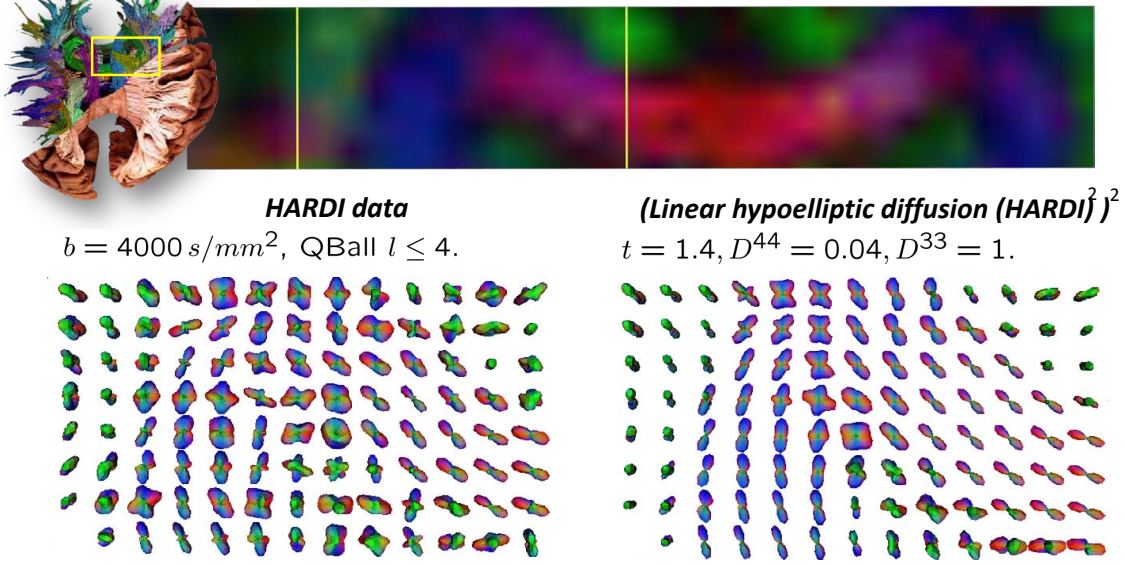 HARDI data
b = 4000 s/mm², QBall l ≤ 4.
(Linear hypoelliptic diffusion (HARDI)² )²
t = 1.4, D⁴⁴ = 0.04, D³³ = 1.